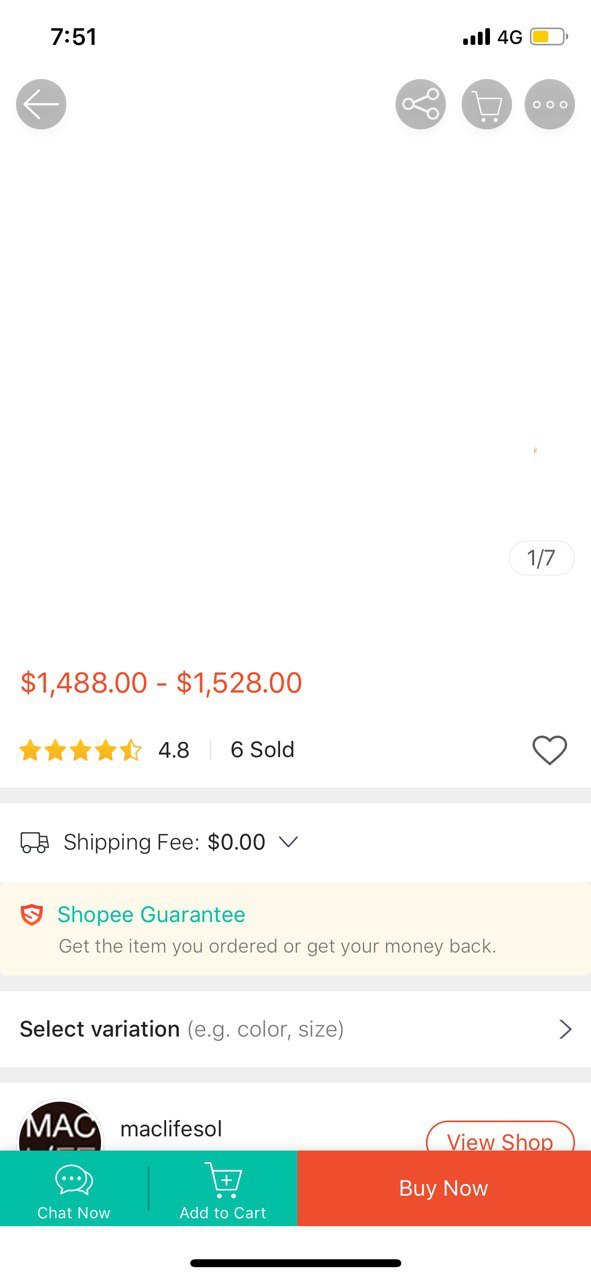 7:51
4G
1/7
$1,488.00 - $1,528.00
4.8
6 Sold
Shipping Fee: $0.00
Shopee Guarantee
Get the item you ordered or get your money back.
Select variation (e.g. color, size)
MAC
maclifesol
View Shop
Chat Now
Add to Cart
Buy Now